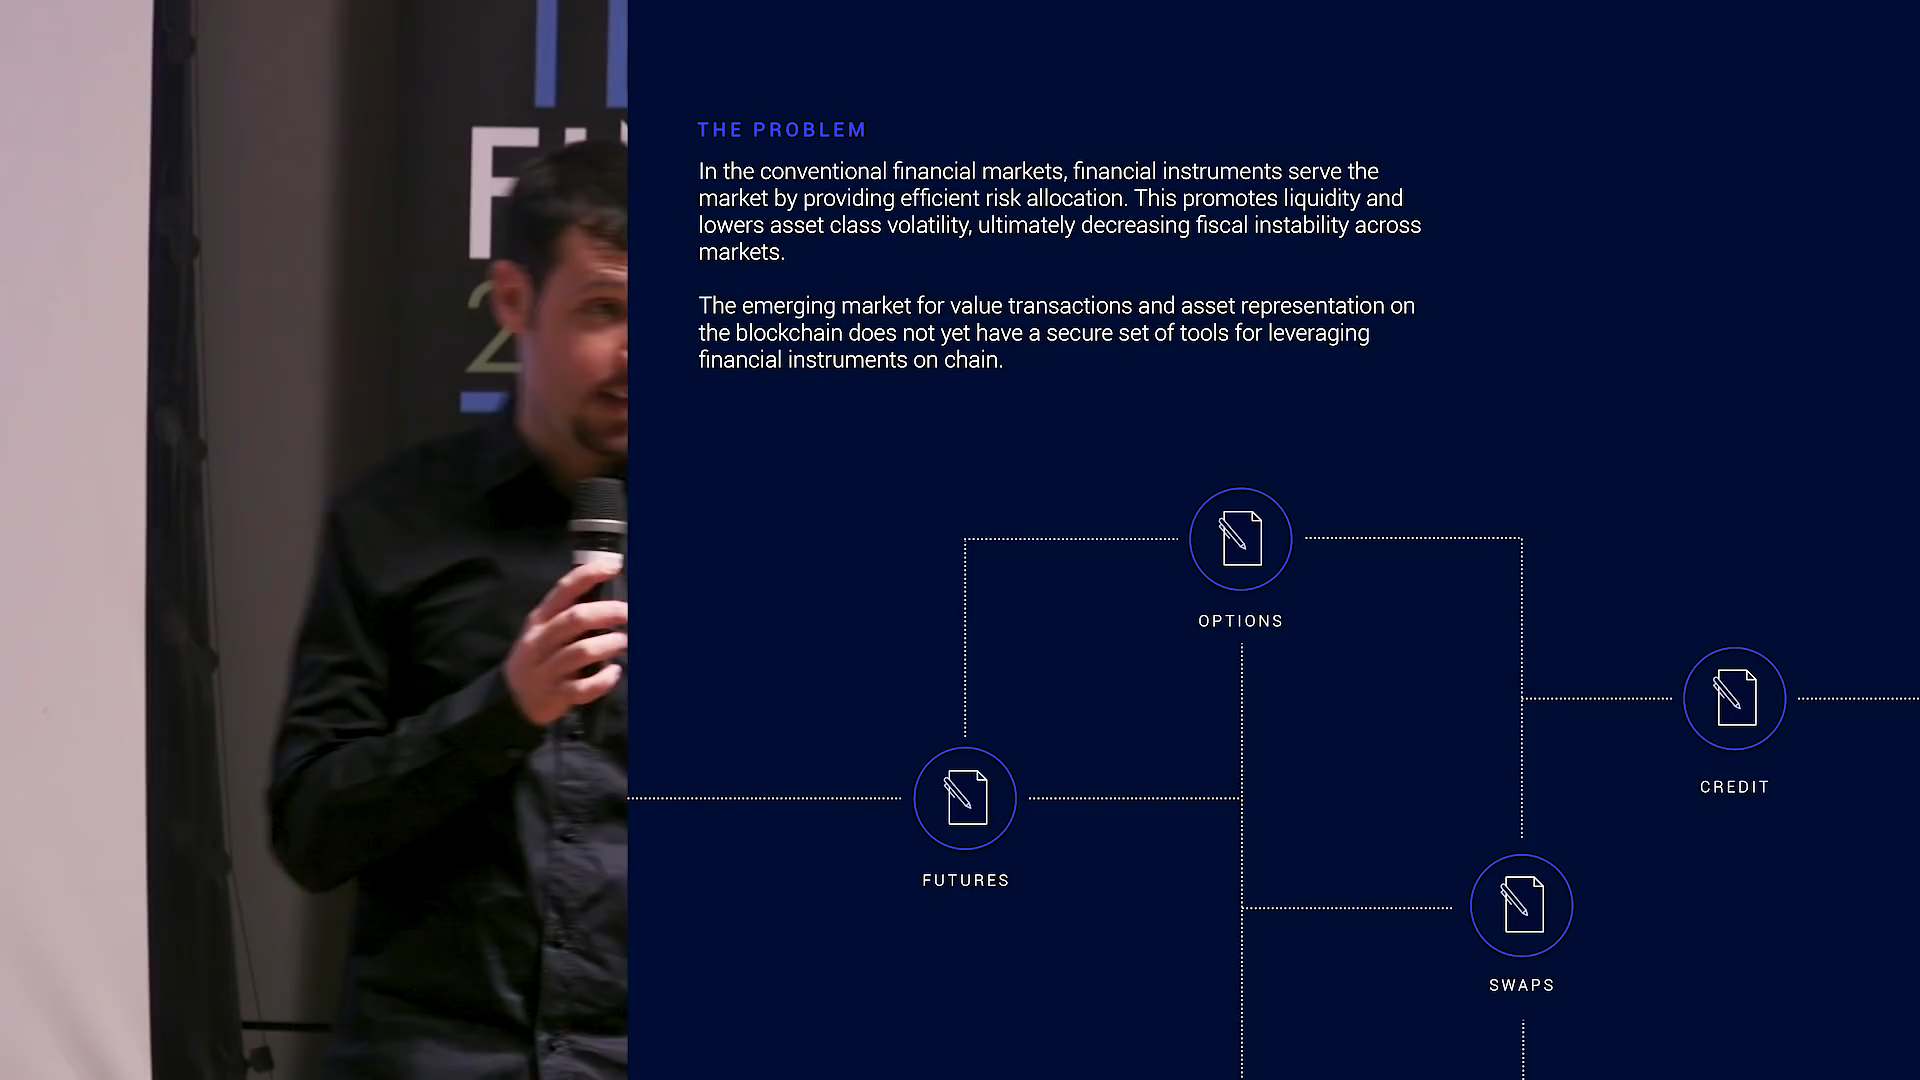 THE PROBLEM
In the conventional financial markets, financial instruments serve the
market by providing efficient risk allocation. This promotes liquidity and
lowers asset class volatility, ultimately decreasing fiscal instability across
markets.
The emerging market for value transactions and asset representation on
the blockchain does not yet have a secure set of tools for leveraging
financial instruments on chain.
OPTIONS
CREDIT
FUTURES
SWAPS